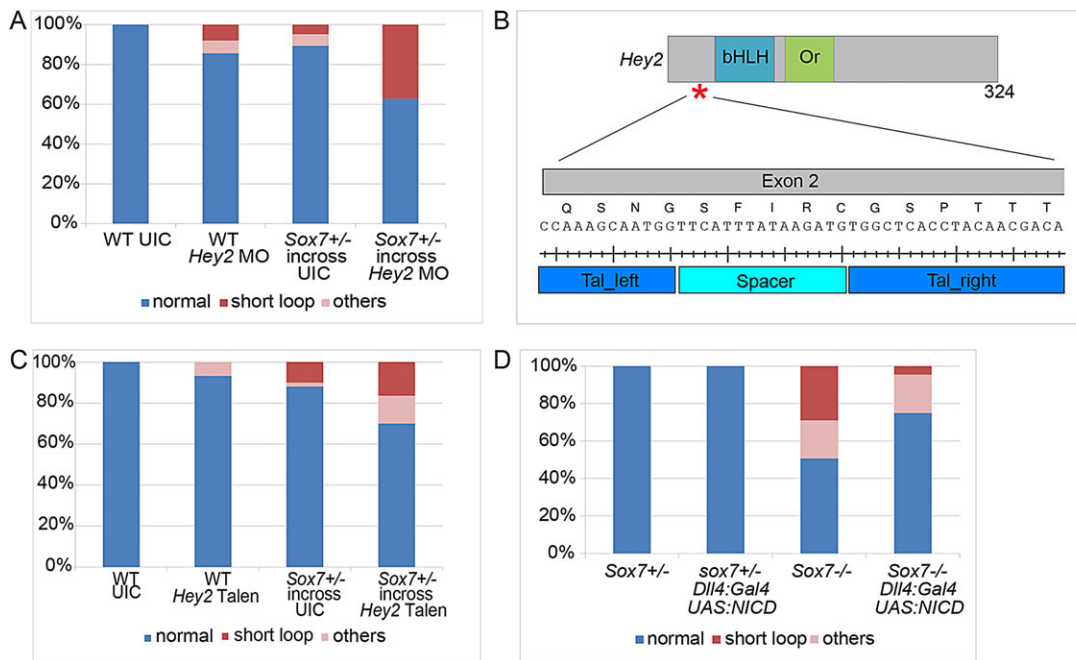 A
100%
80%
60%
40%
20%
0%
WT UIC
WT
Hey2 MO
Sox7+/-
incross
UIC
Sox7+/-
incross
Hey2 MO
normal short loop others
B
Hey2
bHLH Or
324
*
Exon 2
Q S N G S F I R C G S P T T T
CCAAAGCAATGGTTCATTTATAAGATGTGGCTCACCTACAACGACA
Tal_left Spacer Tal_right
C
100%
80%
60%
40%
20%
0%
WT
UIC
WT
Hey2 Talen
Sox7+/-
incross
UIC
Sox7+/-
incross
Hey2 Talen
normal short loop others
D
100%
80%
60%
40%
20%
0%
Sox7+/-
sox7+/-
Dll4:Gal4
UAS:NICD
Sox7-/-
Sox7-/-
Dll4:Gal4
UAS:NICD
normal short loop others